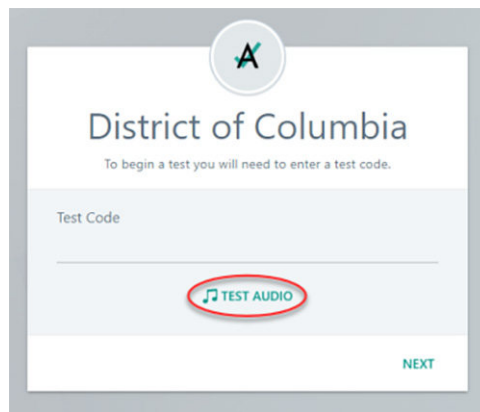 District of Columbia
To begin a test you will need to enter a test code.
Test Code
TEST AUDIO
NEXT